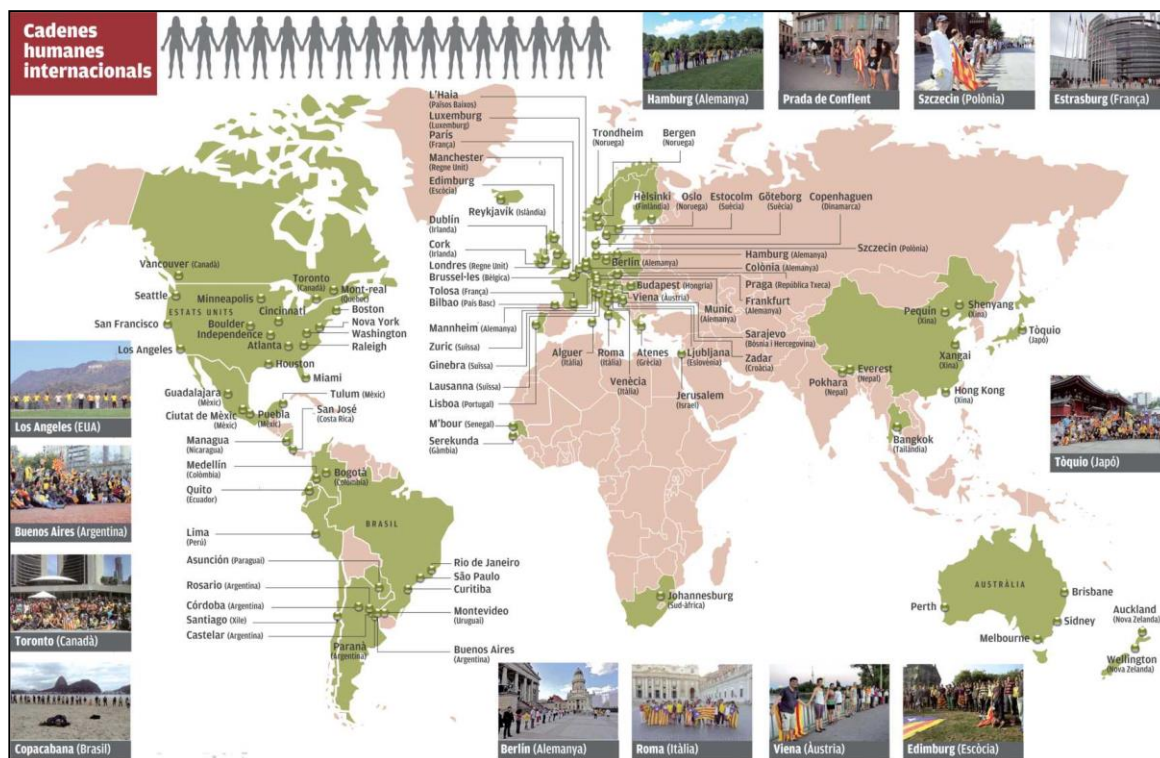 Cadenes
humanes
internacionals
Hamburg (Alemanya)
Prada de Conflent
Szczecin (Polònia)
Estrasburg (França)
L'Haia
(Països Baixos)
Luxemburg
(Luxemburg)
París
(França)
Manchester
(Regne Unit)
Edimburg
(Escòcia)
Reykjavík (Islàndia)
Dublín
(Irlanda)
Cork
(Irlanda)
Londres (Regne Unit)
Brussel·les (Bèlgica)
Tolosa (França)
Bilbao (País Basc)
Mannheim (Alemanya)
Zuric (Suïssa)
Ginebra (Suïssa)
Lausanna (Suïssa)
Lisboa (Portugal)
M'bour (Senegal)
Serekunda
(Gàmbia)
Trondheim
(Noruega)
Bergen
(Noruega)
Hèlsinki
(Finlàndia)
Oslo
(Noruega)
Estocolm
(Suècia)
Göteborg
(Suècia)
Copenhaguen
(Dinamarca)
Szczecin (Polònia)
Hamburg (Alemanya)
Berlín (Alemanya)
Colònia (Alemanya)
Budapest (Hongria)
Praga (República Txeca)
Viena (Àustria)
Munic
(Alemanya)
Frankfurt
(Alemanya)
Sarajevo
(Bòsnia i Hercegovina)
Alguer
(Itàlia)
Roma
(Itàlia)
Atenes
(Grècia)
Ljubljana
(Eslovènia)
Zadar
(Croàcia)
Venècia
(Itàlia)
Jerusalem
(Israel)
Vancouver (Canadà)
Toronto
(Canadà)
Mont-real
(Quebec)
Seattle
Minneapolis
Boston
ESTATS UNITS
Cincinnati
Nova York
San Francisco
Boulder
Independence
Washington
Los Angeles
Atlanta
Raleigh
Houston
Miami
Guadalajara
(Mèxic)
Tulum (Mèxic)
Ciutat de Mèxic
(Mèxic)
Puebla
(Mèxic)
San José
(Costa Rica)
Managua
(Nicaragua)
Medellín
(Colòmbia)
Bogotà
(Colòmbia)
Quito
(Ecuador)
BRASIL
Lima
(Perú)
Asunción (Paraguai)
Rio de Janeiro
São Paulo
Rosario (Argentina)
Curitiba
Córdoba (Argentina)
Montevideo
(Uruguai)
Santiago (Xile)
Castelar (Argentina)
Paranà
(Argentina)
Buenos Aires
(Argentina)
Johannesburg
(Sud-àfrica)
Pequín
(Xina)
Shenyang
(Xina)
Tòquio
(Japó)
Xangai
(Xina)
Everest
(Nepal)
Pokhara
(Nepal)
Hong Kong
(Xina)
Bangkok
(Tailàndia)
AUSTRÀLIA
Brisbane
Perth
Sidney
Melbourne
Auckland
(Nova Zelanda)
Wellington
(Nova Zelanda)
Los Angeles (EUA)
Buenos Aires (Argentina)
Toronto (Canadà)
Copacabana (Brasil)
Tòquio (Japó)
Berlín (Alemanya)
Roma (Itàlia)
Viena (Àustria)
Edimburg (Escòcia)